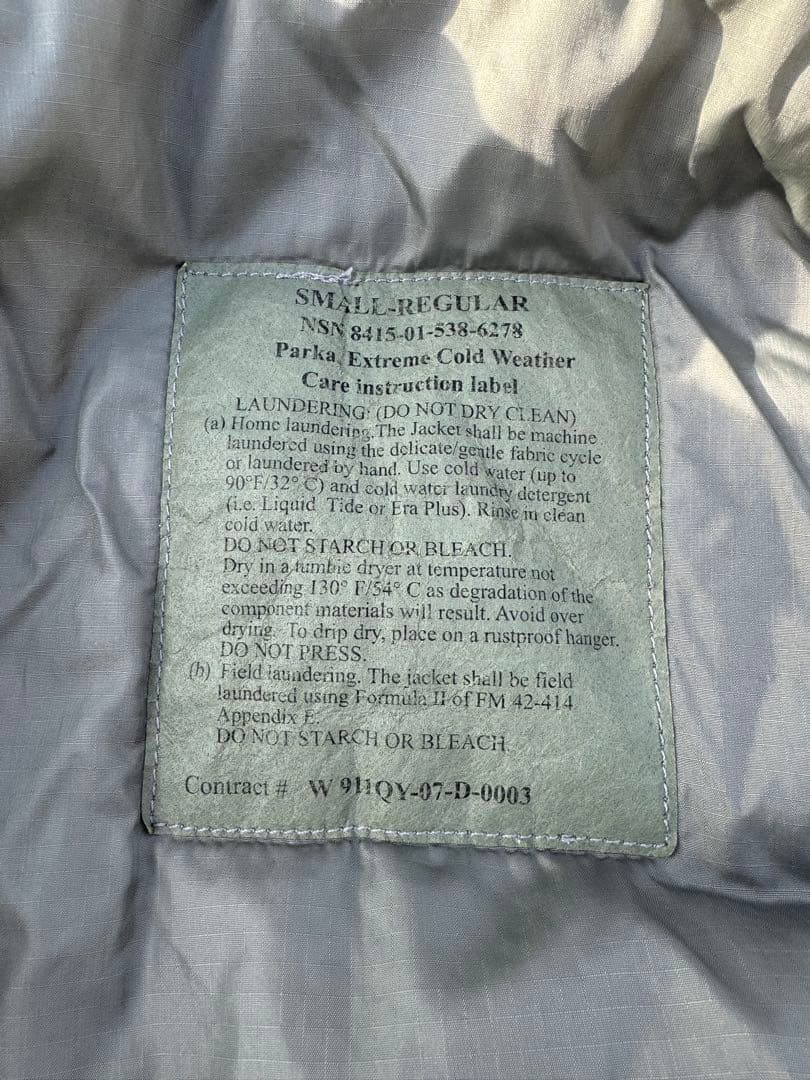 SMALL-REGULAR
NSN 8415-01-538-6278
Parka, Extreme Cold Weather
Care instruction label
LAUNDERING: (DO NOT DRY CLEAN)
(a) Home laundering.The Jacket shall be machine
laundered using the delicate/gentle fabric cycle
or laundered by hand. Use cold water (up to
90°F/32° C) and cold water laundry detergent
(i.e. Liquid Tide or Era Plus). Rinse in clean
cold water.
DO NOT STARCH OR BLEACH.
Dry in a tumble dryer at temperature not
exceeding 130° F/54° C as degradation of the
component materials will result. Avoid over
drying. To drip dry, place on a rustproof hanger.
DO NOT PRESS.
(b) Field laundering. The jacket shall be field
laundered using Formula II of FM 42-414
Appendix E.
DO NOT STARCH OR BLEACH
Contract # W 911QY-07-D-0003